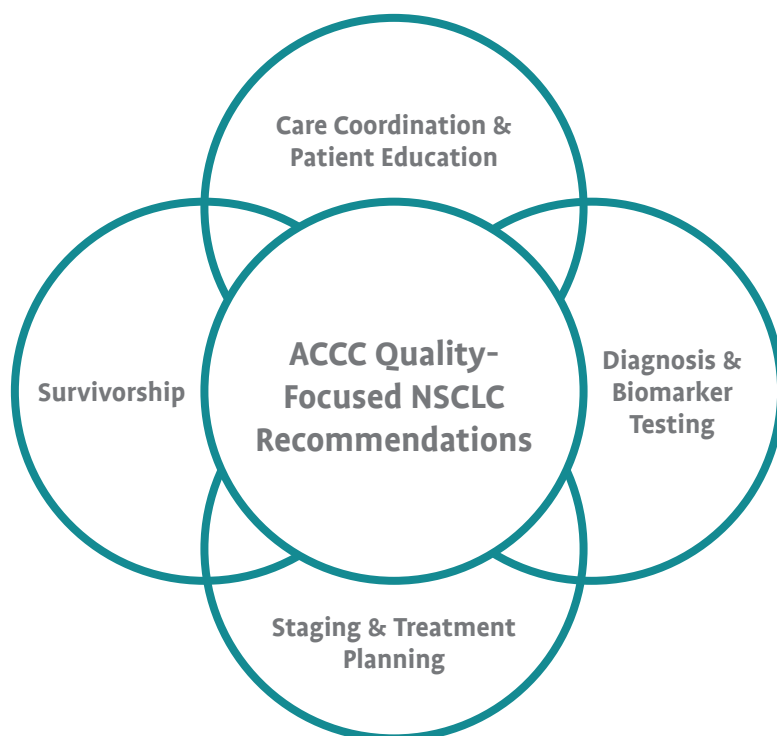 Care Coordination &
Patient Education
Survivorship
ACCC Quality-
Focused NSCLC
Recommendations
Diagnosis &
Biomarker
Testing
Staging & Treatment
Planning